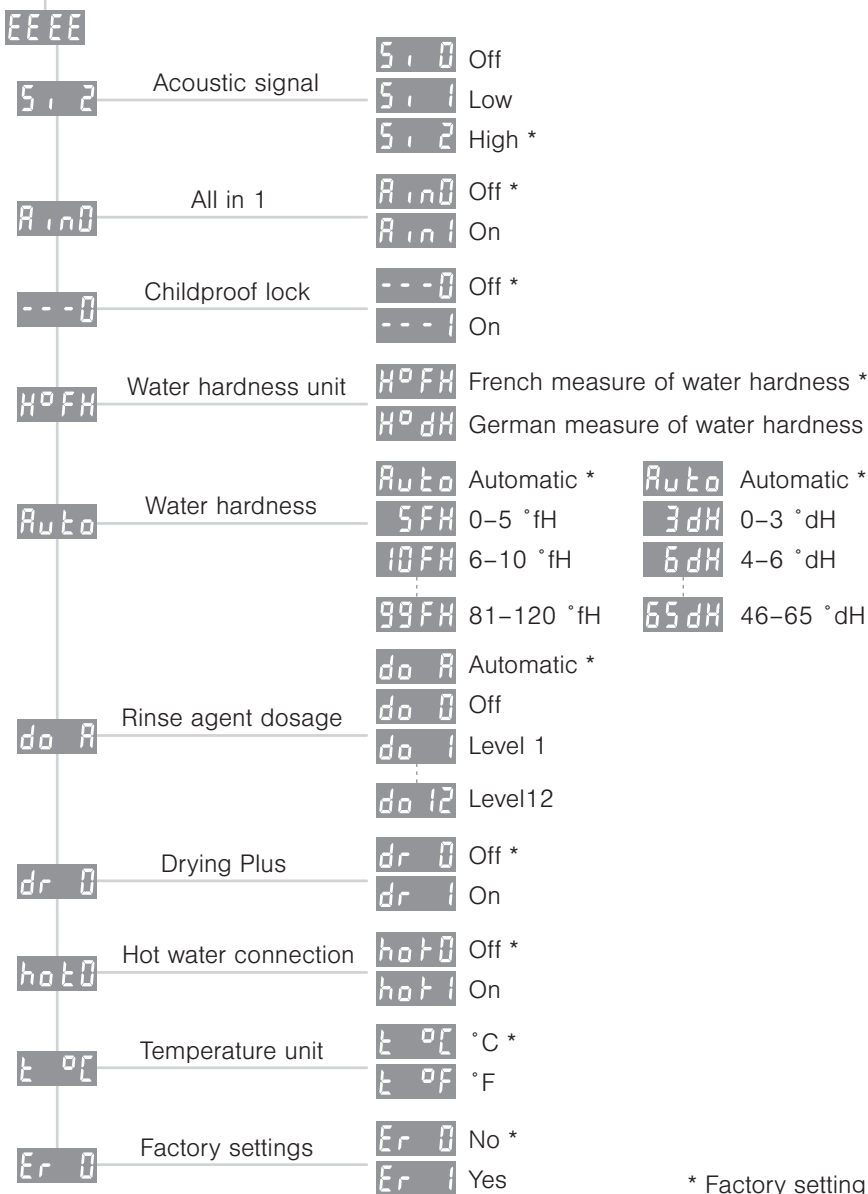 EEEE
Si 2 Acoustic signal Si 0 Off
Si 1 Low
Si 2 High *
Ain0 All in 1 Ain0 Off *
Ain1 On
---0 Childproof lock ---0 Off *
---1 On
H°FH Water hardness unit H°FH French measure of water hardness *
H°dH German measure of water hardness
Auto Water hardness Auto Automatic * Auto Automatic *
5FH 0–5 °fH 3dH 0–3 °dH
10FH 6–10 °fH 6dH 4–6 °dH
99FH 81–120 °fH 65dH 46–65 °dH
do A Rinse agent dosage do A Automatic *
do 0 Off
do 1 Level 1
do 12 Level12
dr 0 Drying Plus dr 0 Off *
dr 1 On
hot0 Hot water connection hot0 Off *
hot1 On
t °C Temperature unit t °C °C *
t °F °F
Er 0 Factory settings Er 0 No *
Er 1 Yes
* Factory setting